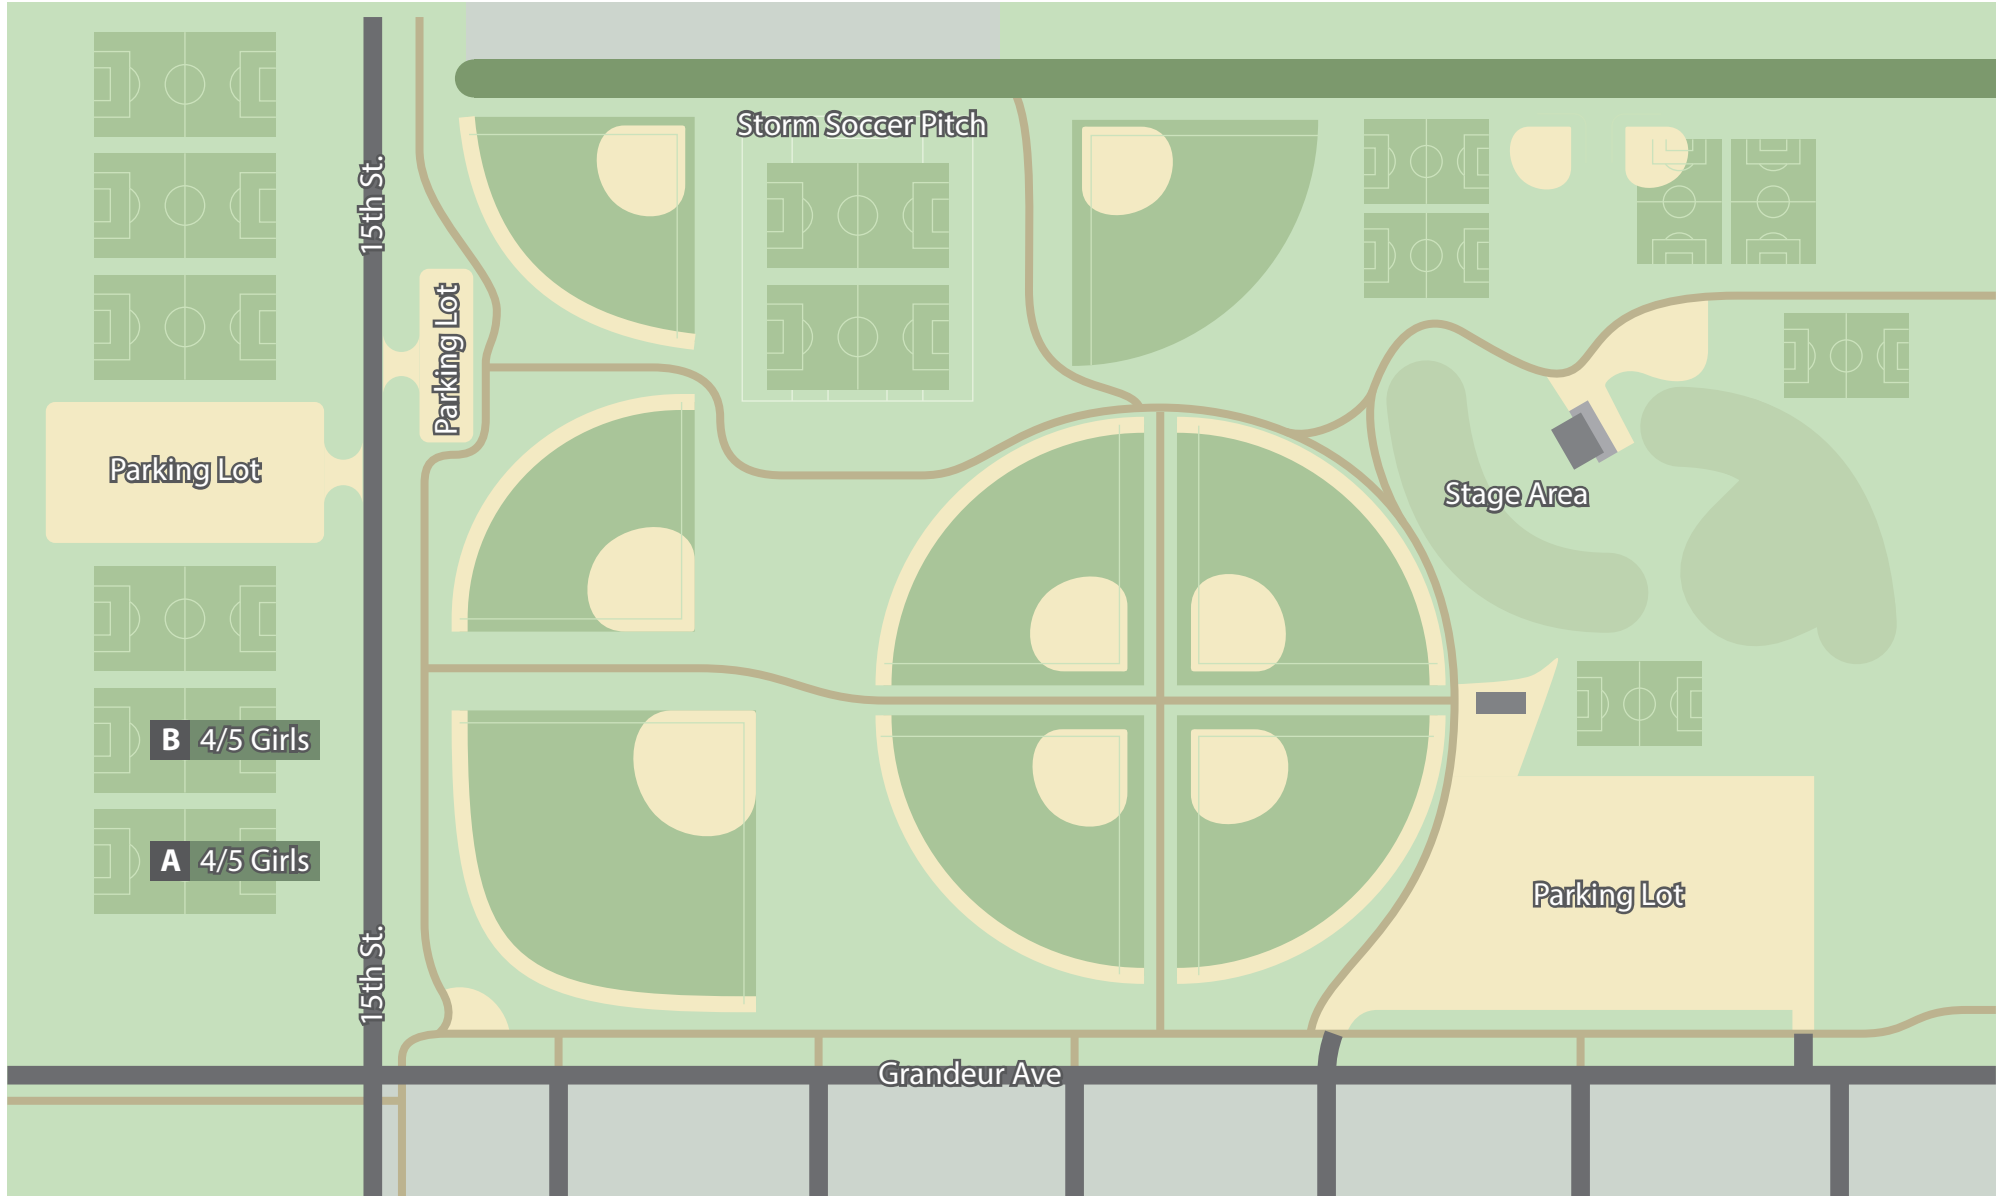 Storm Soccer Pitch
15th St.
Parking Lot
Parking Lot
Stage Area
B 4/5 Girls
A 4/5 Girls
Parking Lot
15th St.
Grandeur Ave